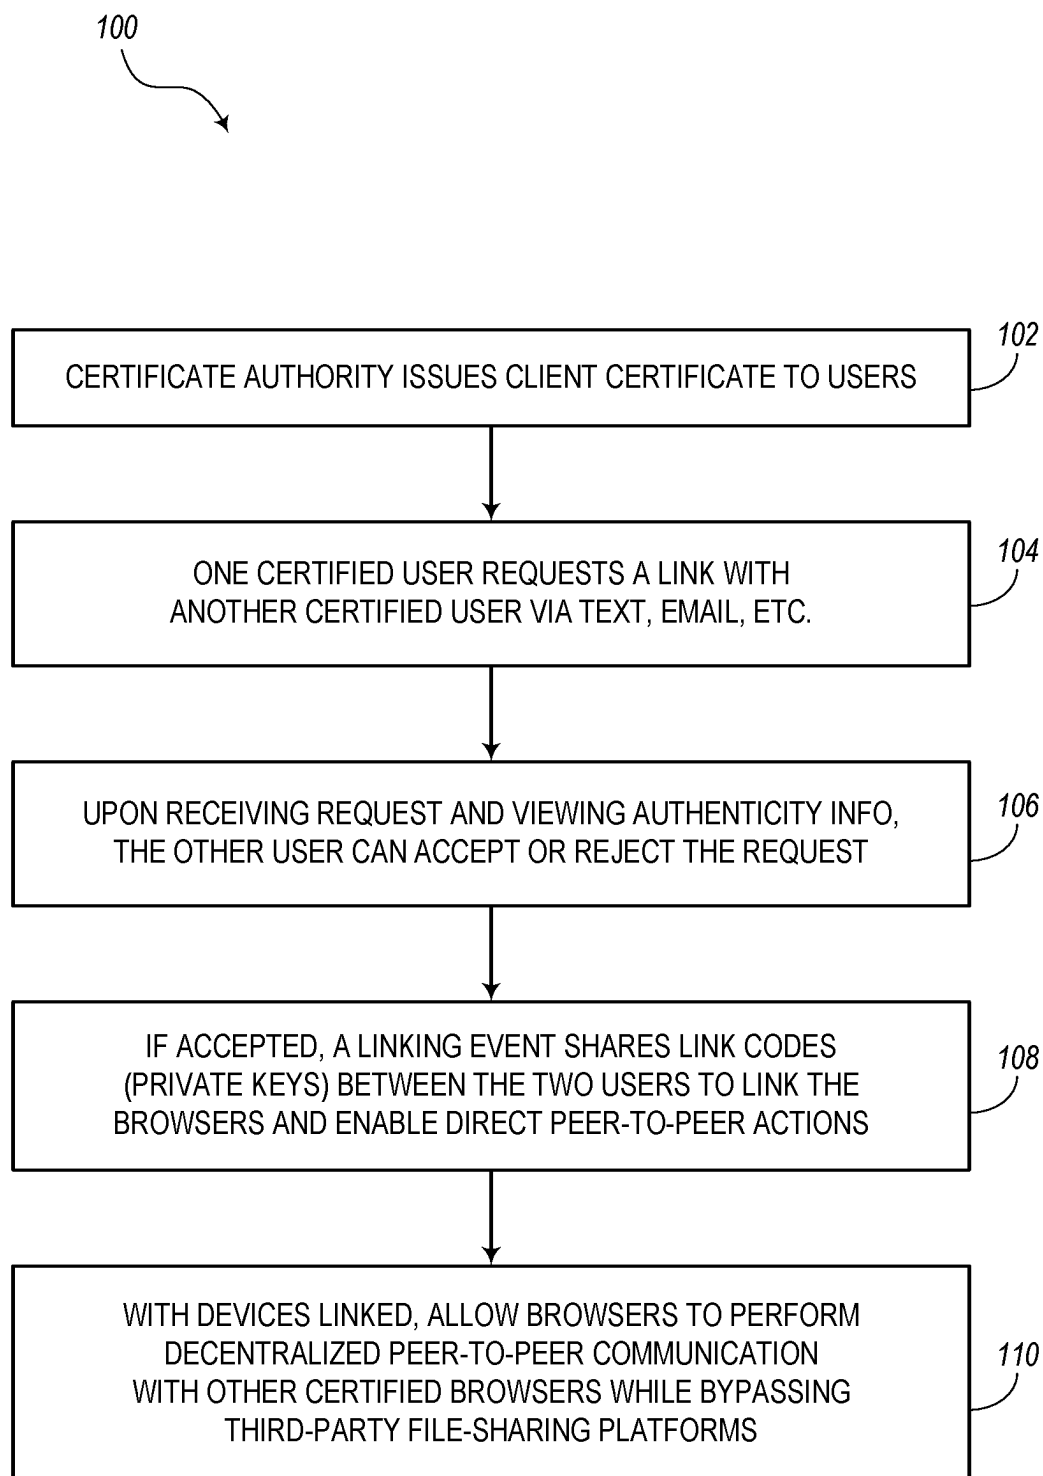 100
102
CERTIFICATE AUTHORITY ISSUES CLIENT CERTIFICATE TO USERS
104
ONE CERTIFIED USER REQUESTS A LINK WITH
ANOTHER CERTIFIED USER VIA TEXT, EMAIL, ETC.
106
UPON RECEIVING REQUEST AND VIEWING AUTHENTICITY INFO,
THE OTHER USER CAN ACCEPT OR REJECT THE REQUEST
108
IF ACCEPTED, A LINKING EVENT SHARES LINK CODES
(PRIVATE KEYS) BETWEEN THE TWO USERS TO LINK THE
BROWSERS AND ENABLE DIRECT PEER-TO-PEER ACTIONS
110
WITH DEVICES LINKED, ALLOW BROWSERS TO PERFORM
DECENTRALIZED PEER-TO-PEER COMMUNICATION
WITH OTHER CERTIFIED BROWSERS WHILE BYPASSING
THIRD-PARTY FILE-SHARING PLATFORMS